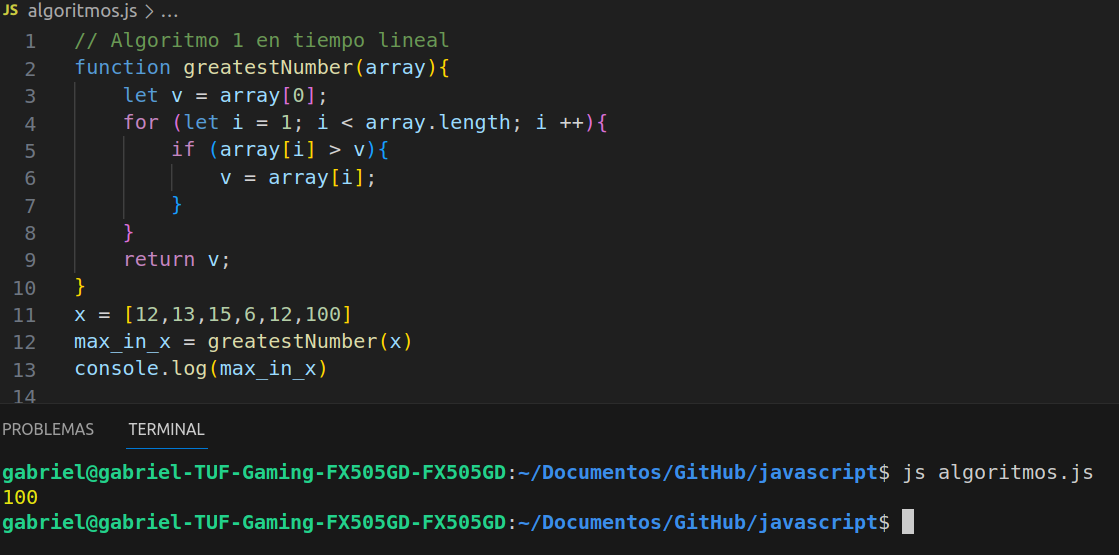 JS algoritmos.js > ...
1 // Algoritmo 1 en tiempo lineal
2 function greatestNumber(array){
3     let v = array[0];
4     for (let i = 1; i < array.length; i ++){
5         if (array[i] > v){
6             v = array[i];
7         }
8     }
9     return v;
10 }
11 x = [12,13,15,6,12,100]
12 max_in_x = greatestNumber(x)
13 console.log(max_in_x)
14
PROBLEMAS TERMINAL
gabriel@gabriel-TUF-Gaming-FX505GD-FX505GD:~/Documentos/GitHub/javascript$ js algoritmos.js
100
gabriel@gabriel-TUF-Gaming-FX505GD-FX505GD:~/Documentos/GitHub/javascript$